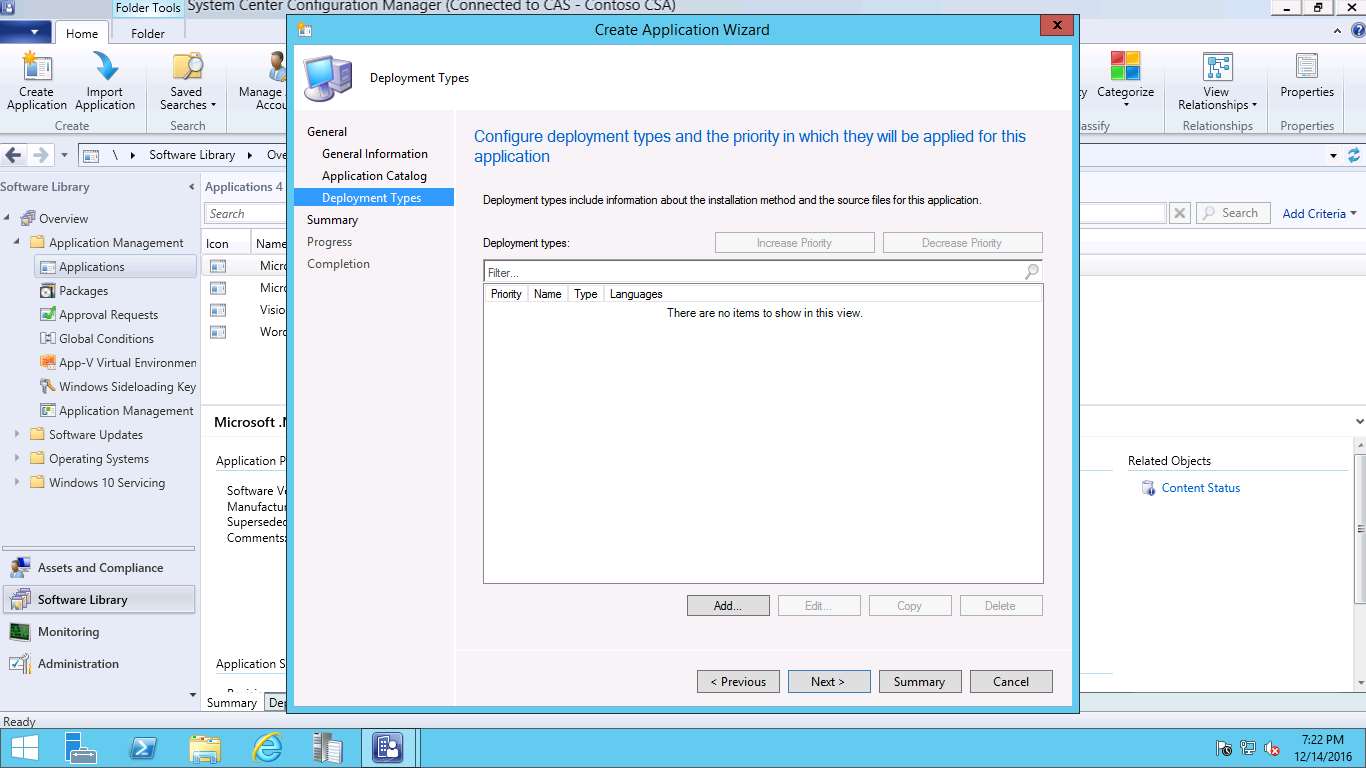 Folder Tools
System Center Configuration Manager (Connected to CAS - Contoso CSA)
Home
Folder
Create Application
Import Application
Saved Searches
Manage
Categorize
View Relationships
Properties
Create
Search
Relationships
Properties
\
Software Library
Software Library
Applications 4
Search
Search
Add Criteria
Icon
Name
Overview
Application Management
Applications
Packages
Approval Requests
Global Conditions
App-V Virtual Environmen
Windows Sideloading Key
Application Management
Software Updates
Operating Systems
Windows 10 Servicing
Assets and Compliance
Software Library
Monitoring
Administration
Micro
Micro
Visio
Word
Microsoft .
Application P
Software Ve
Manufactur
Superseded
Comments:
Application S
Summary
De
Related Objects
Content Status
Create Application Wizard
Deployment Types
General
General Information
Application Catalog
Deployment Types
Summary
Progress
Completion
Configure deployment types and the priority in which they will be applied for this
application
Deployment types include information about the installation method and the source files for this application.
Deployment types:
Increase Priority
Decrease Priority
Filter...
Priority Name Type Languages
There are no items to show in this view.
Add...
Edit...
Copy
Delete
< Previous
Next >
Summary
Cancel
Ready
7:22 PM
12/14/2016